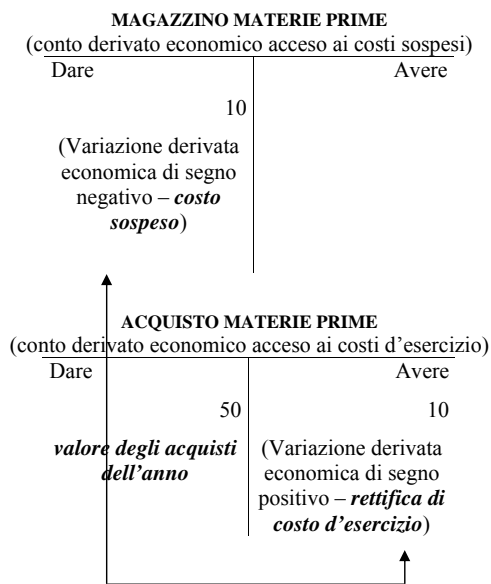 MAGAZZINO MATERIE PRIME
(conto derivato economico acceso ai costi sospesi)
Dare Avere
10
(Variazione derivata
economica di segno
negativo – costo
sospeso)
ACQUISTO MATERIE PRIME
(conto derivato economico acceso ai costi d’esercizio)
Dare Avere
50 10
valore degli acquisti
dell’anno
(Variazione derivata
economica di segno
positivo – rettifica di
costo d’esercizio)